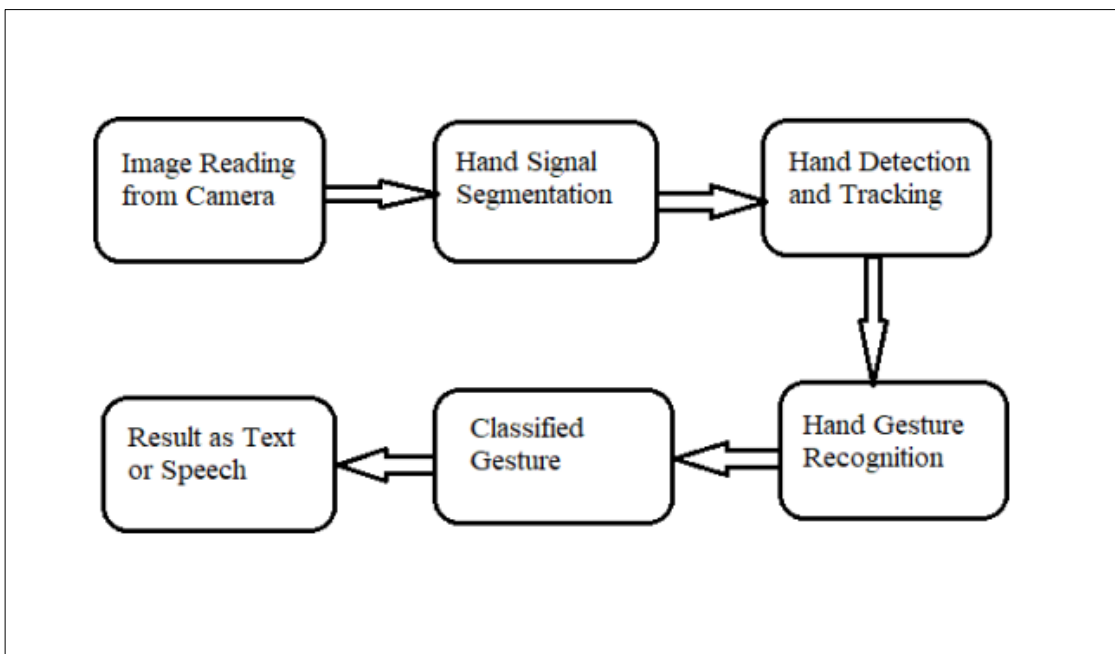 Image Reading
from Camera
Hand Signal
Segmentation
Hand Detection
and Tracking
Hand Gesture
Recognition
Classified
Gesture
Result as Text
or Speech